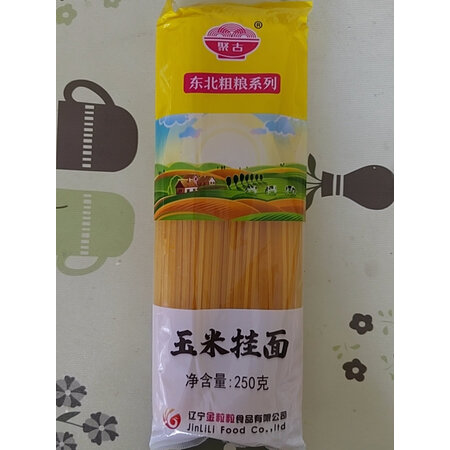 聚古
®
东北粗粮系列
玉米挂面
净含量:250克
辽宁金粒粒食品有限公司
JinLiLi Food Co.,ltd